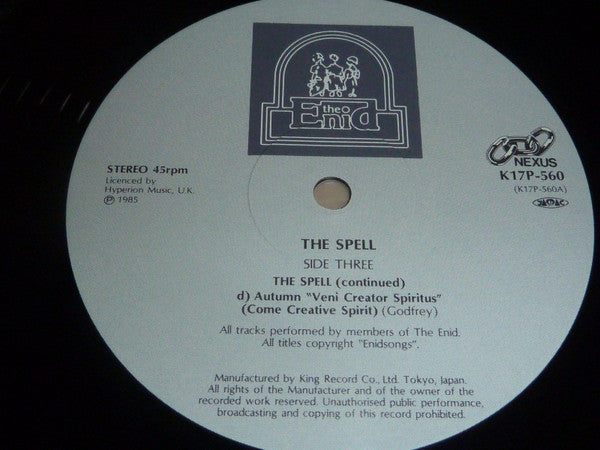 the
Enid
STEREO 45rpm
Licenced by
Hyperion Music, U.K.
℗ 1985
NEXUS
K17P-560
(K17P-560A)
THE SPELL
SIDE THREE
THE SPELL (continued)
d) Autumn "Veni Creator Spiritus"
(Come Creative Spirit) (Godfrey)
All tracks performed by members of The Enid.
All titles copyright "Enidsongs".
Manufactured by King Record Co., Ltd. Tokyo, Japan.
All rights of the Manufacturer and of the owner of the
recorded work reserved. Unauthorised public performance,
broadcasting and copying of this record prohibited.